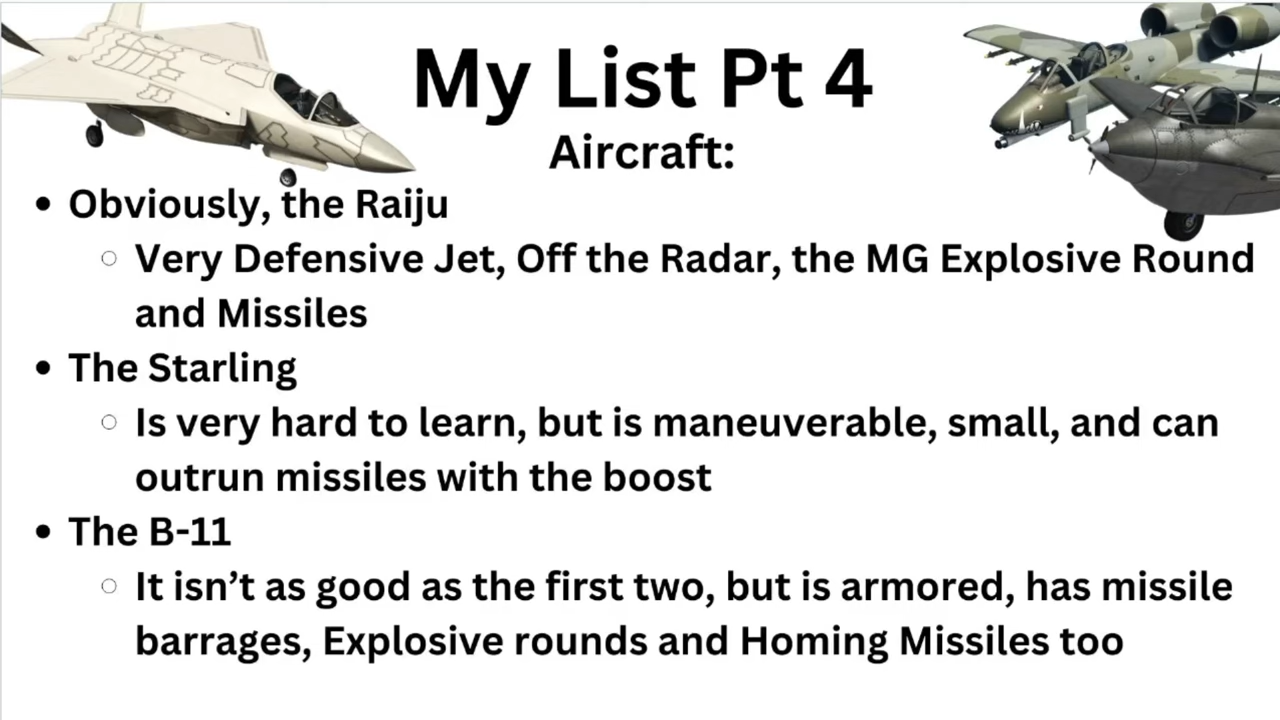 My List Pt 4
Aircraft:
• Obviously, the Raiju
○ Very Defensive Jet, Off the Radar, the MG Explosive Round
and Missiles
• The Starling
○ Is very hard to learn, but is maneuverable, small, and can
outrun missiles with the boost
• The B-11
○ It isn’t as good as the first two, but is armored, has missile
barrages, Explosive rounds and Homing Missiles too